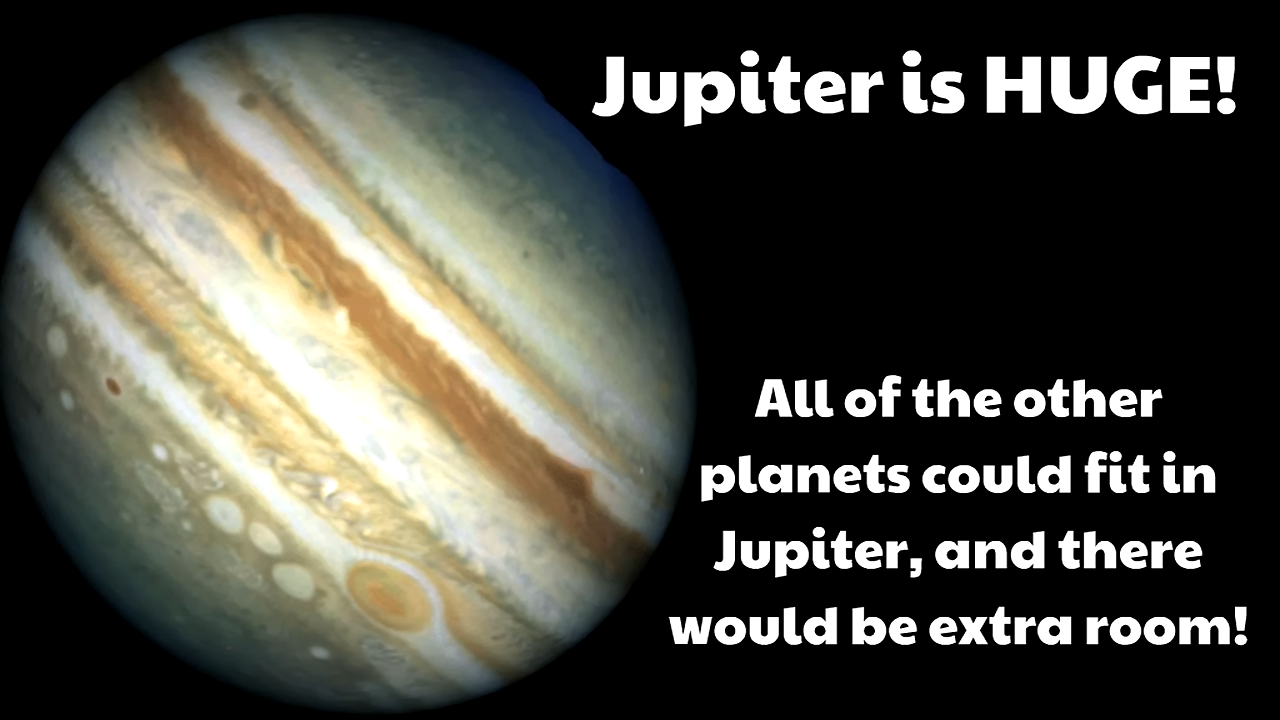 Jupiter is HUGE!
All of the other
planets could fit in
Jupiter, and there
would be extra room!